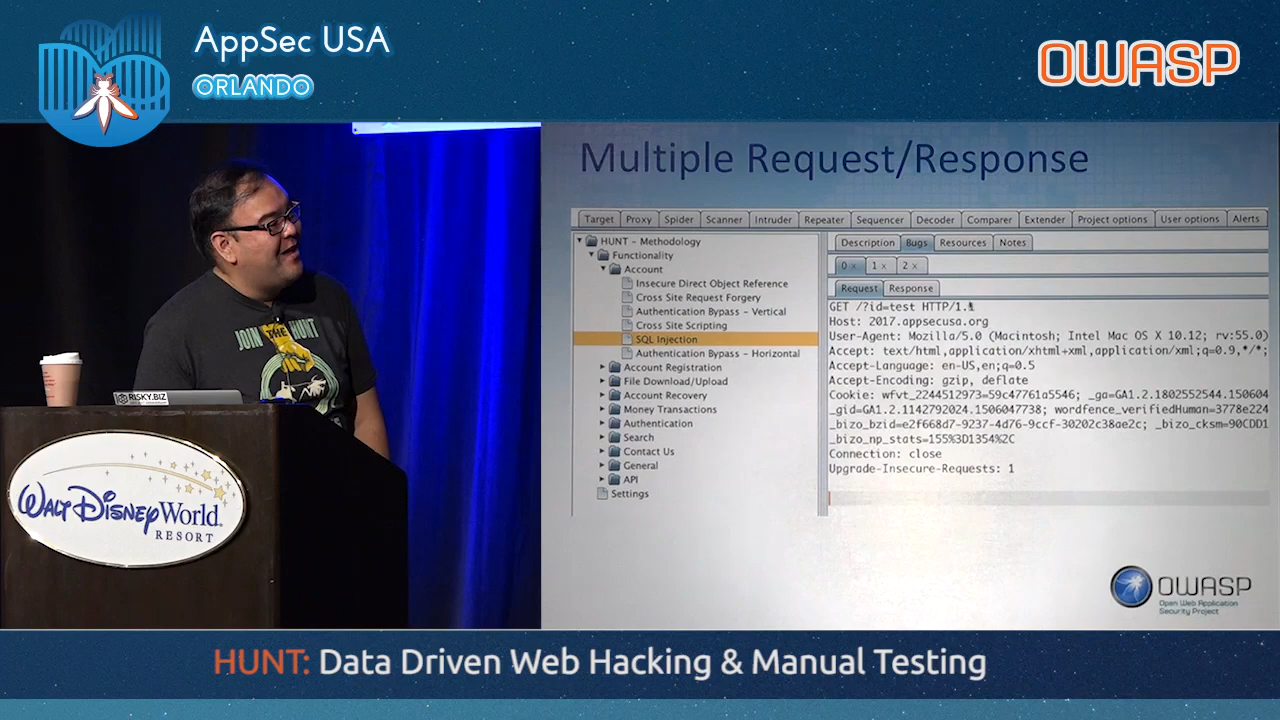 AppSec USA
ORLANDO
OWASP
JOIN THE HUNT
RISKY.BIZ
WALT DISNEY World.
RESORT
Multiple Request/Response
Target Proxy Spider Scanner Intruder Repeater Sequencer Decoder Comparer Extender Project options User options Alerts
HUNT - Methodology
Functionality
Account
Insecure Direct Object Reference
Cross Site Request Forgery
Authentication Bypass - Vertical
Cross Site Scripting
SQL Injection
Authentication Bypass - Horizontal
Account Registration
File Download/Upload
Account Recovery
Money Transactions
Authentication
Search
Contact Us
General
API
Settings
Description Bugs Resources Notes
0 x 1 x 2 x
Request Response
GET /?id=test HTTP/1.
Host: 2017.appsecusa.org
User-Agent: Mozilla/5.0 (Macintosh; Intel Mac OS X 10.12; rv:55.0)
Accept: text/html,application/xhtml+xml,application/xml;q=0.9,*/*;
Accept-Language: en-US,en;q=0.5
Accept-Encoding: gzip, deflate
Cookie: wfvt_2244512973=59c47761a5546; _ga=GA1.2.1802552544.150604
_gid=GA1.2.1142792024.1506047738; wordfence_verifiedHuman=3778e224
_bizo_bzid=e2f668d7-9237-4d76-9ccf-30202c38ae2c; _bizo_cksm=90CDD1
_bizo_np_stats=155%3D1354%2C
Connection: close
Upgrade-Insecure-Requests: 1
OWASP
Open Web Application
Security Project
HUNT: Data Driven Web Hacking & Manual Testing